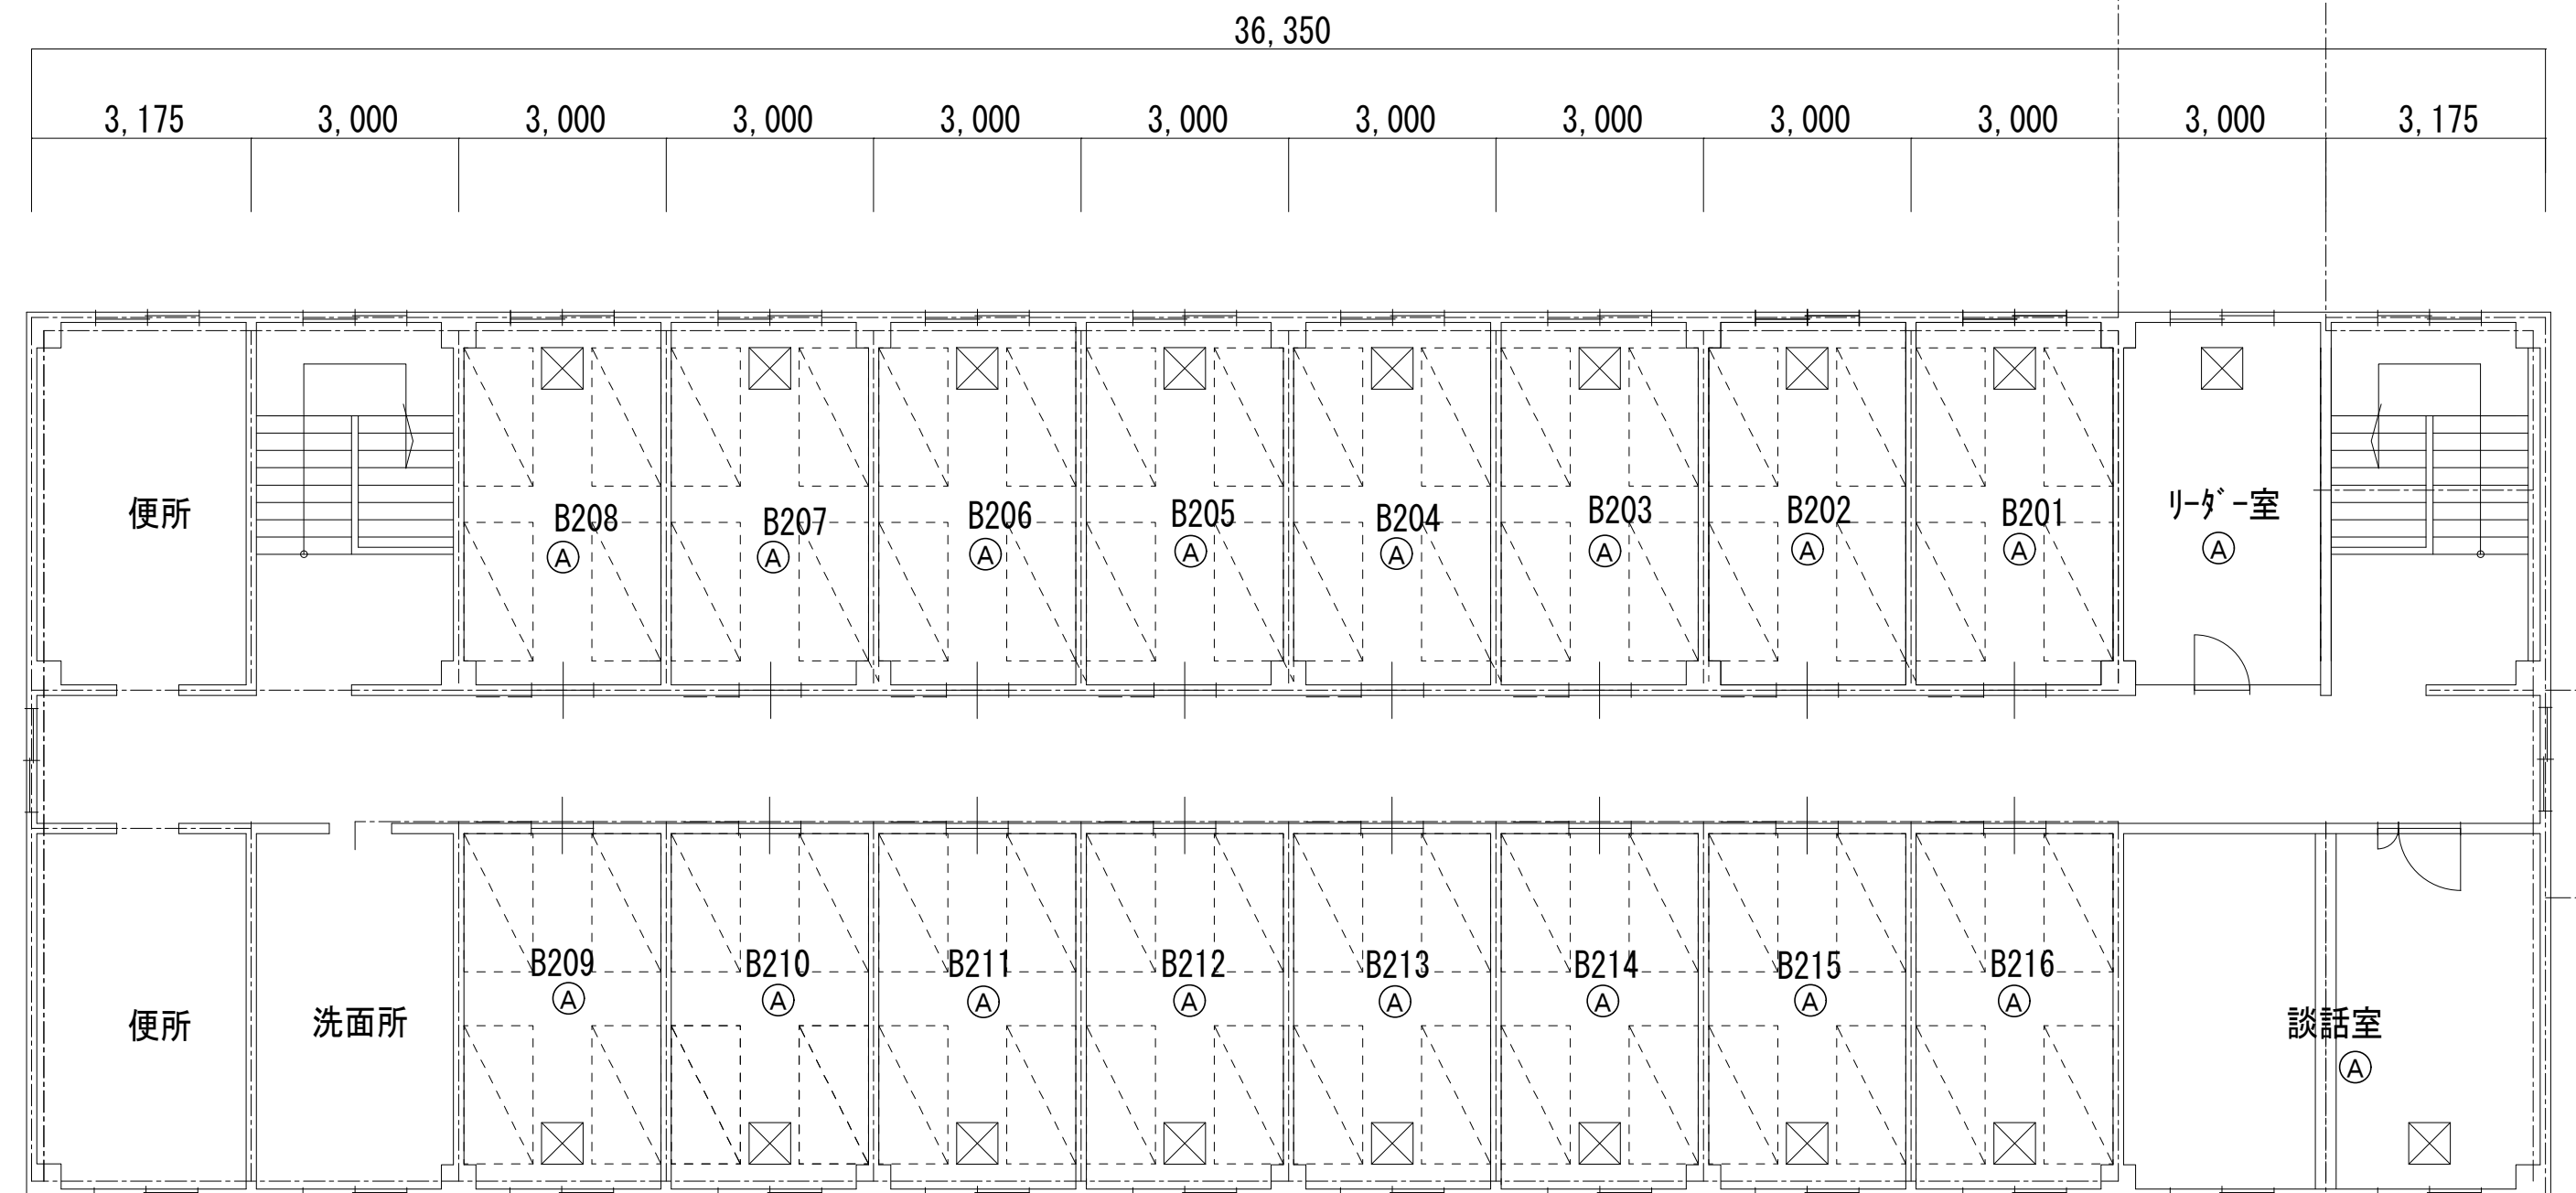 36,350
3,175 3,000 3,000 3,000 3,000 3,000 3,000 3,000 3,000 3,000 3,000 3,175
便所 B208 B207 B206 B205 B204 B203 B202 B201 ﾘｰﾀﾞｰ室
Ⓐ Ⓐ Ⓐ Ⓐ Ⓐ Ⓐ Ⓐ Ⓐ Ⓐ
B209 B210 B211 B212 B213 B214 B215 B216
Ⓐ Ⓐ Ⓐ Ⓐ Ⓐ Ⓐ Ⓐ Ⓐ
便所 洗面所 談話室
Ⓐ